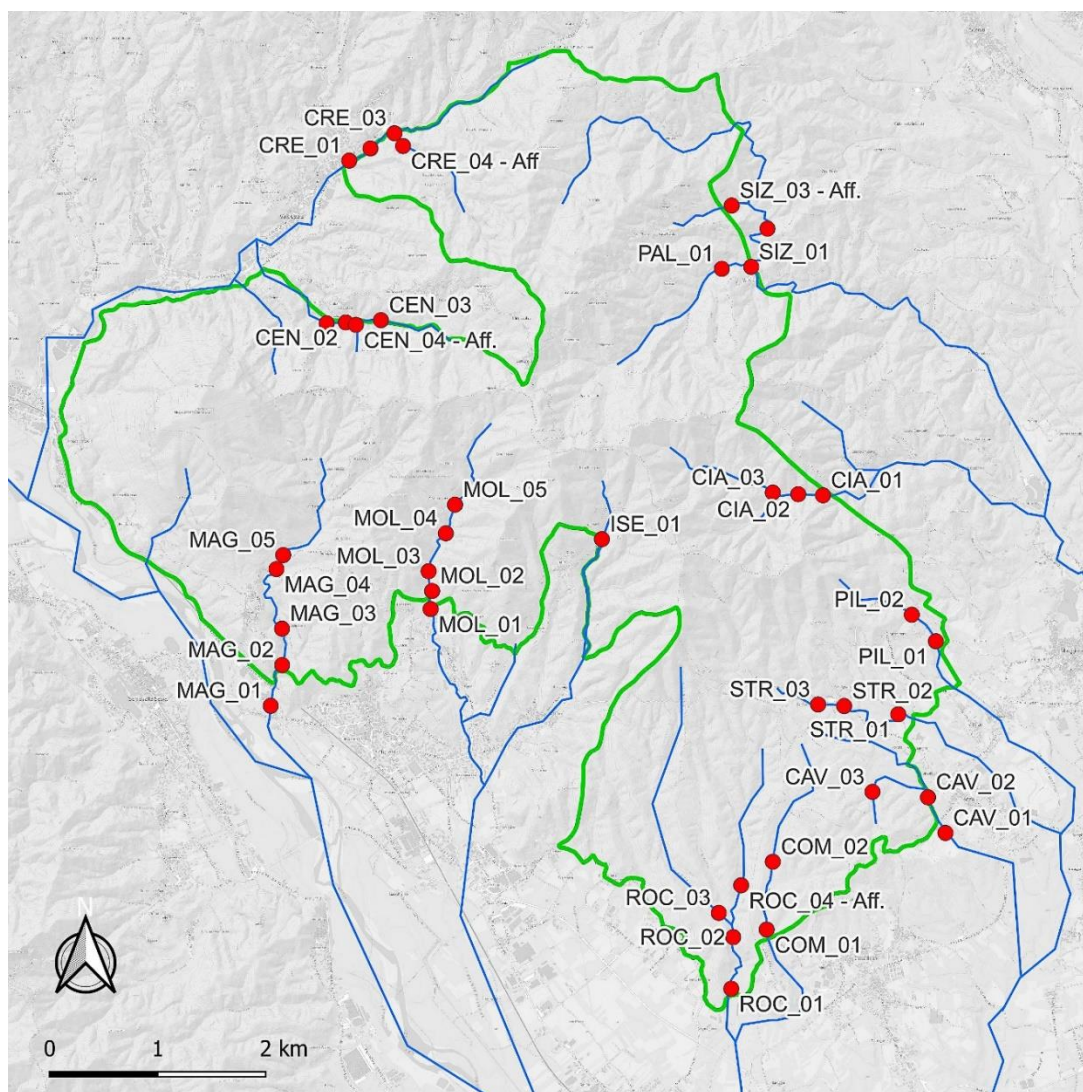 CRE_03
CRE_01
CRE_04 - Aff
SIZ_03 - Aff.
PAL_01
SIZ_01
CEN_03
CEN_02
CEN_04 - Aff.
CIA_03
CIA_01
CIA_02
MOL_05
MOL_04
ISE_01
MAG_05
MOL_03
MAG_04
MOL_02
MAG_03
MOL_01
PIL_02
MAG_02
PIL_01
MAG_01
STR_03
STR_02
STR_01
CAV_03
CAV_02
CAV_01
COM_02
ROC_03
ROC_04 - Aff.
ROC_02
COM_01
ROC_01
N
0 1 2 km